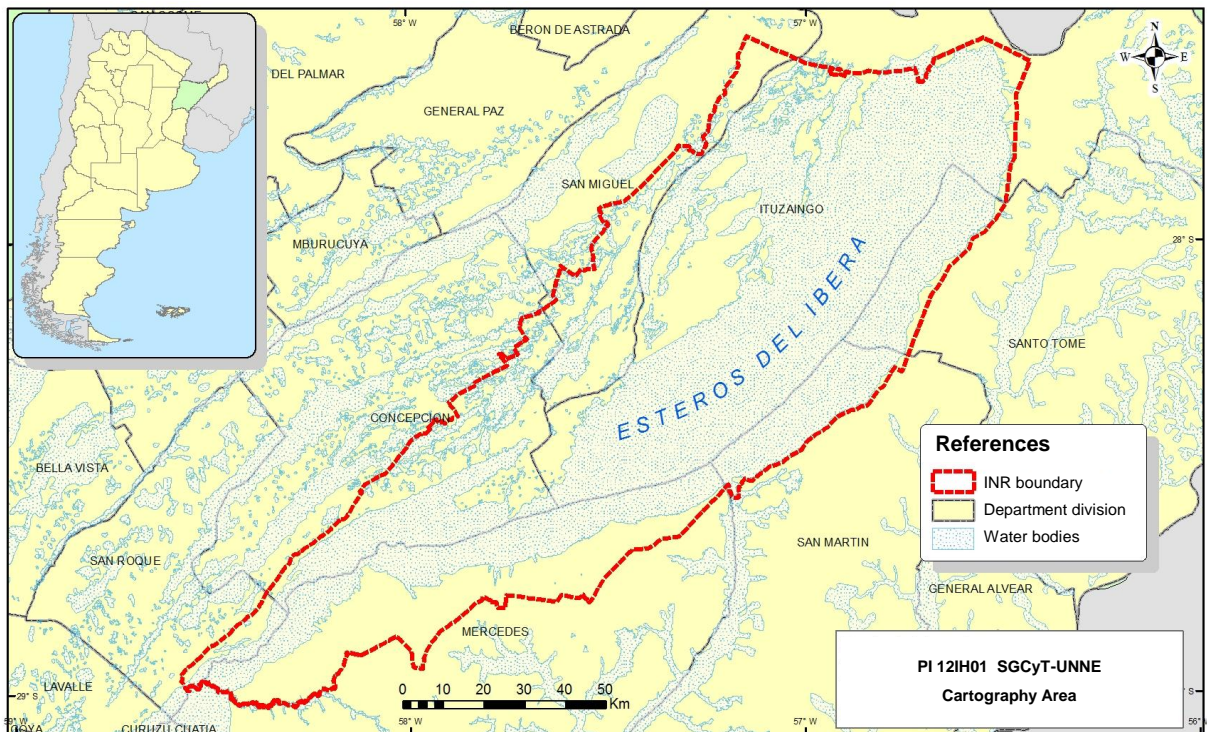 58° W
57° W
BERON DE ASTRADA
N
W E
S
DEL PALMAR
GENERAL PAZ
SAN MIGUEL
ITUZAINGO
MBURUCUYA
28° S
ESTEROS DEL IBERA
SANTO TOME
CONCEPCION
BELLA VISTA
References
INR boundary
Department division
Water bodies
SAN ROQUE
SAN MARTIN
GENERAL ALVEAR
MERCEDES
PI 12IH01 SGCyT-UNNE
Cartography Area
LAVALLE
29° S
0 10 20 30 40 50
Km
59° W
58° W
57° W
56° W
CURUZU CUATIA